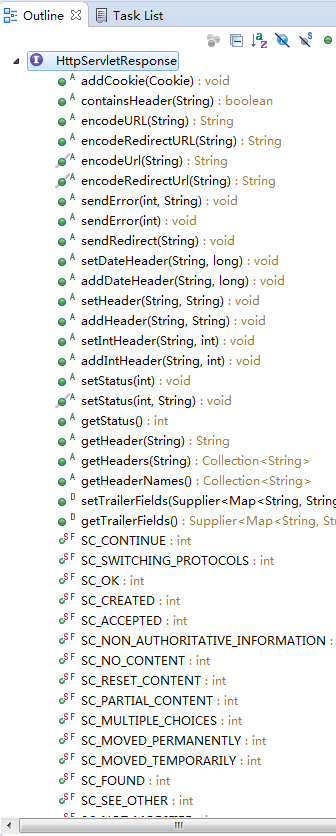 Outline Task List
HttpServletResponse
addCookie(Cookie) : void
containsHeader(String) : boolean
encodeURL(String) : String
encodeRedirectURL(String) : String
encodeUrl(String) : String
encodeRedirectUrl(String) : String
sendError(int, String) : void
sendError(int) : void
sendRedirect(String) : void
setDateHeader(String, long) : void
addDateHeader(String, long) : void
setHeader(String, String) : void
addHeader(String, String) : void
setIntHeader(String, int) : void
addIntHeader(String, int) : void
setStatus(int) : void
setStatus(int, String) : void
getStatus() : int
getHeader(String) : String
getHeaders(String) : Collection<String>
getHeaderNames() : Collection<String>
setTrailerFields(Supplier<Map<String, String
getTrailerFields() : Supplier<Map<String, St
SC_CONTINUE : int
SC_SWITCHING_PROTOCOLS : int
SC_OK : int
SC_CREATED : int
SC_ACCEPTED : int
SC_NON_AUTHORITATIVE_INFORMATION :
SC_NO_CONTENT : int
SC_RESET_CONTENT : int
SC_PARTIAL_CONTENT : int
SC_MULTIPLE_CHOICES : int
SC_MOVED_PERMANENTLY : int
SC_MOVED_TEMPORARILY : int
SC_FOUND : int
SC_SEE_OTHER : int